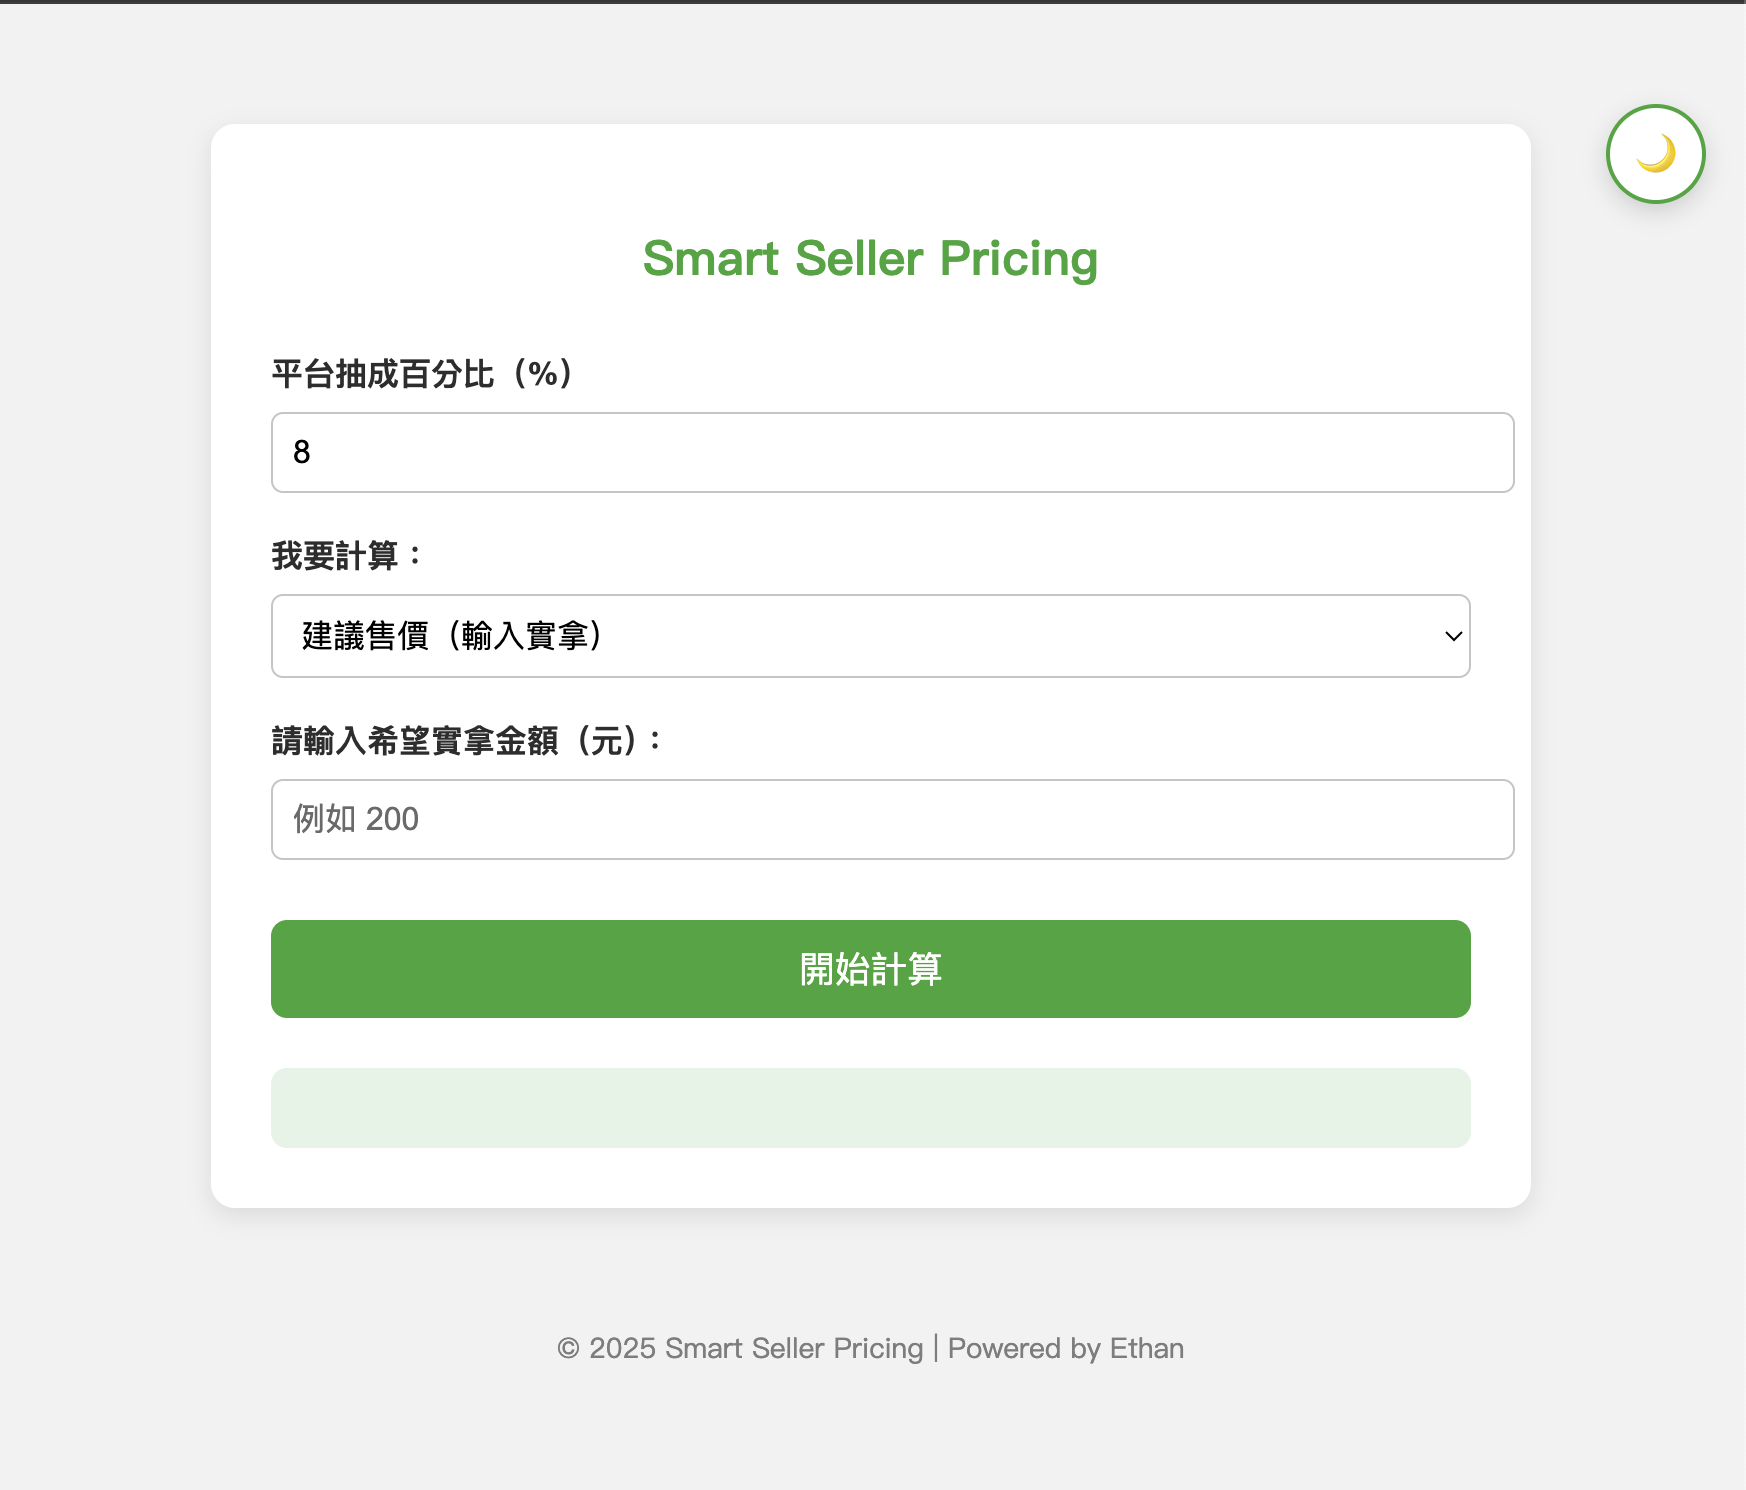 Smart Seller Pricing
平台抽成百分比（%）
8
我要計算：
建議售價（輸入實拿）
請輸入希望實拿金額（元）：
例如 200
開始計算
© 2025 Smart Seller Pricing | Powered by Ethan